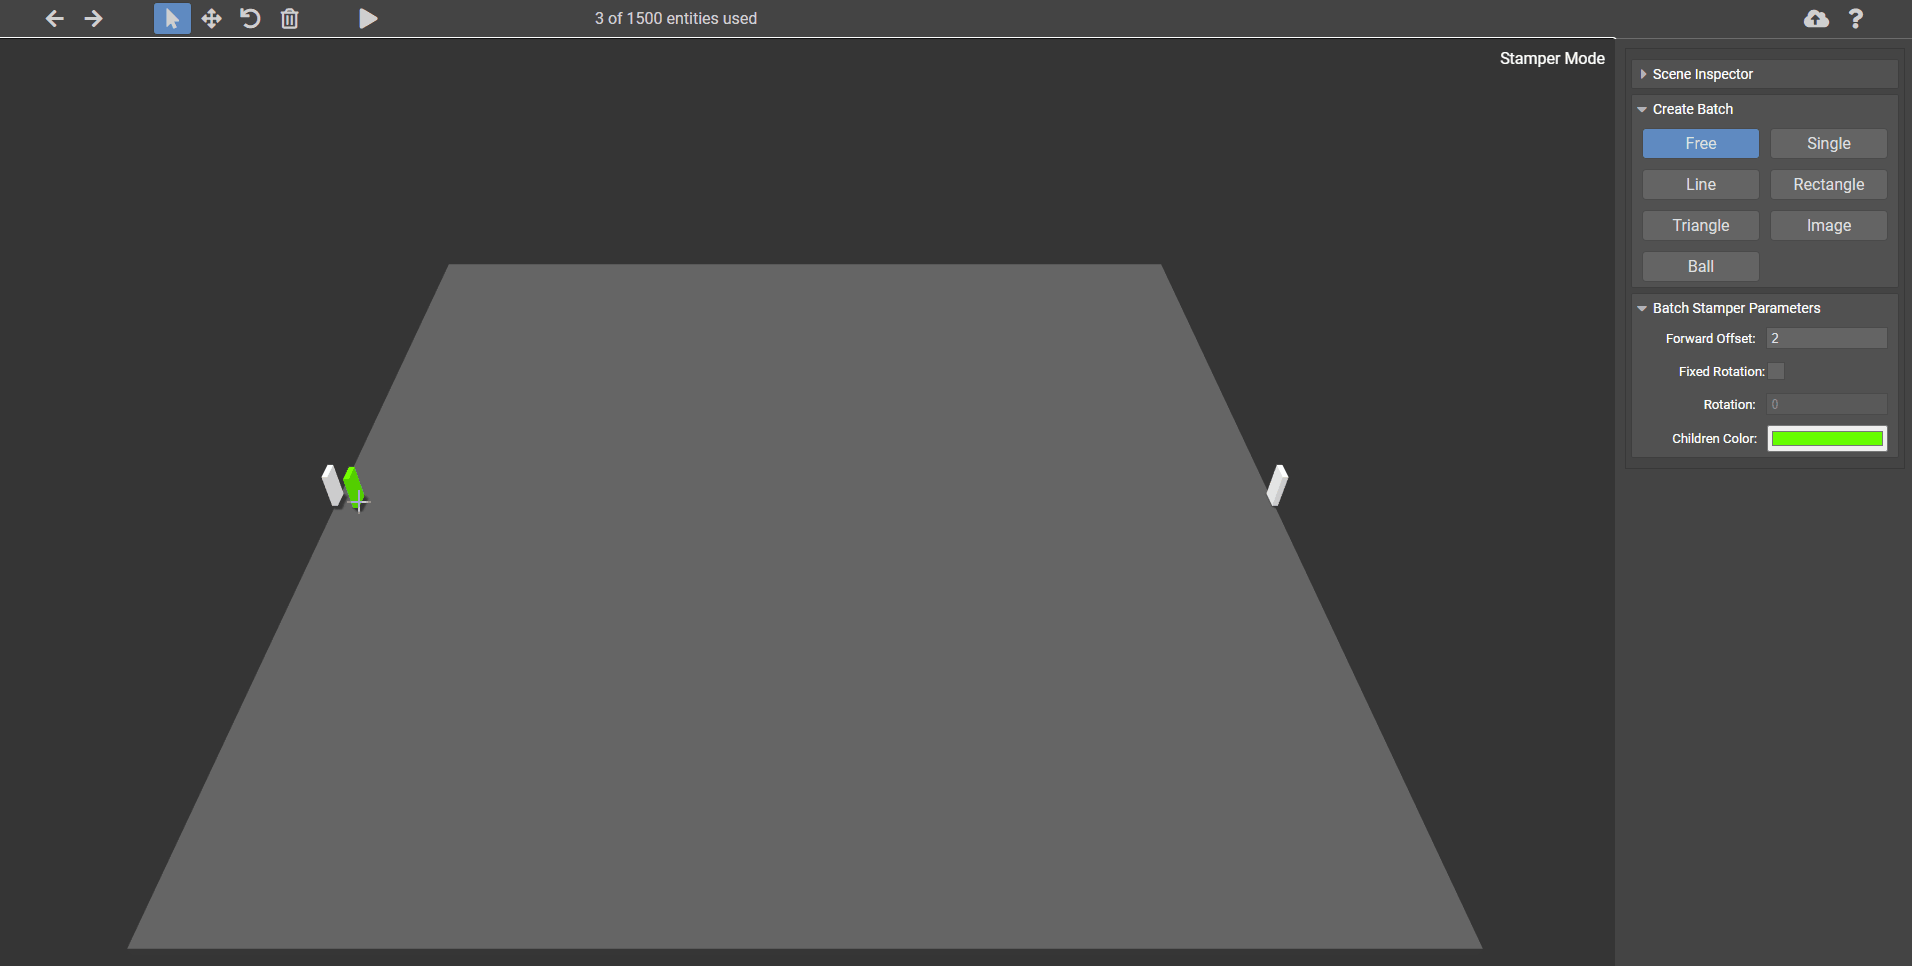 3 of 1500 entities used
?
Stamper Mode
Scene Inspector
Create Batch
Free
Single
Line
Rectangle
Triangle
Image
Ball
Batch Stamper Parameters
Forward Offset: 2
Fixed Rotation:
Rotation: 0
Children Color: